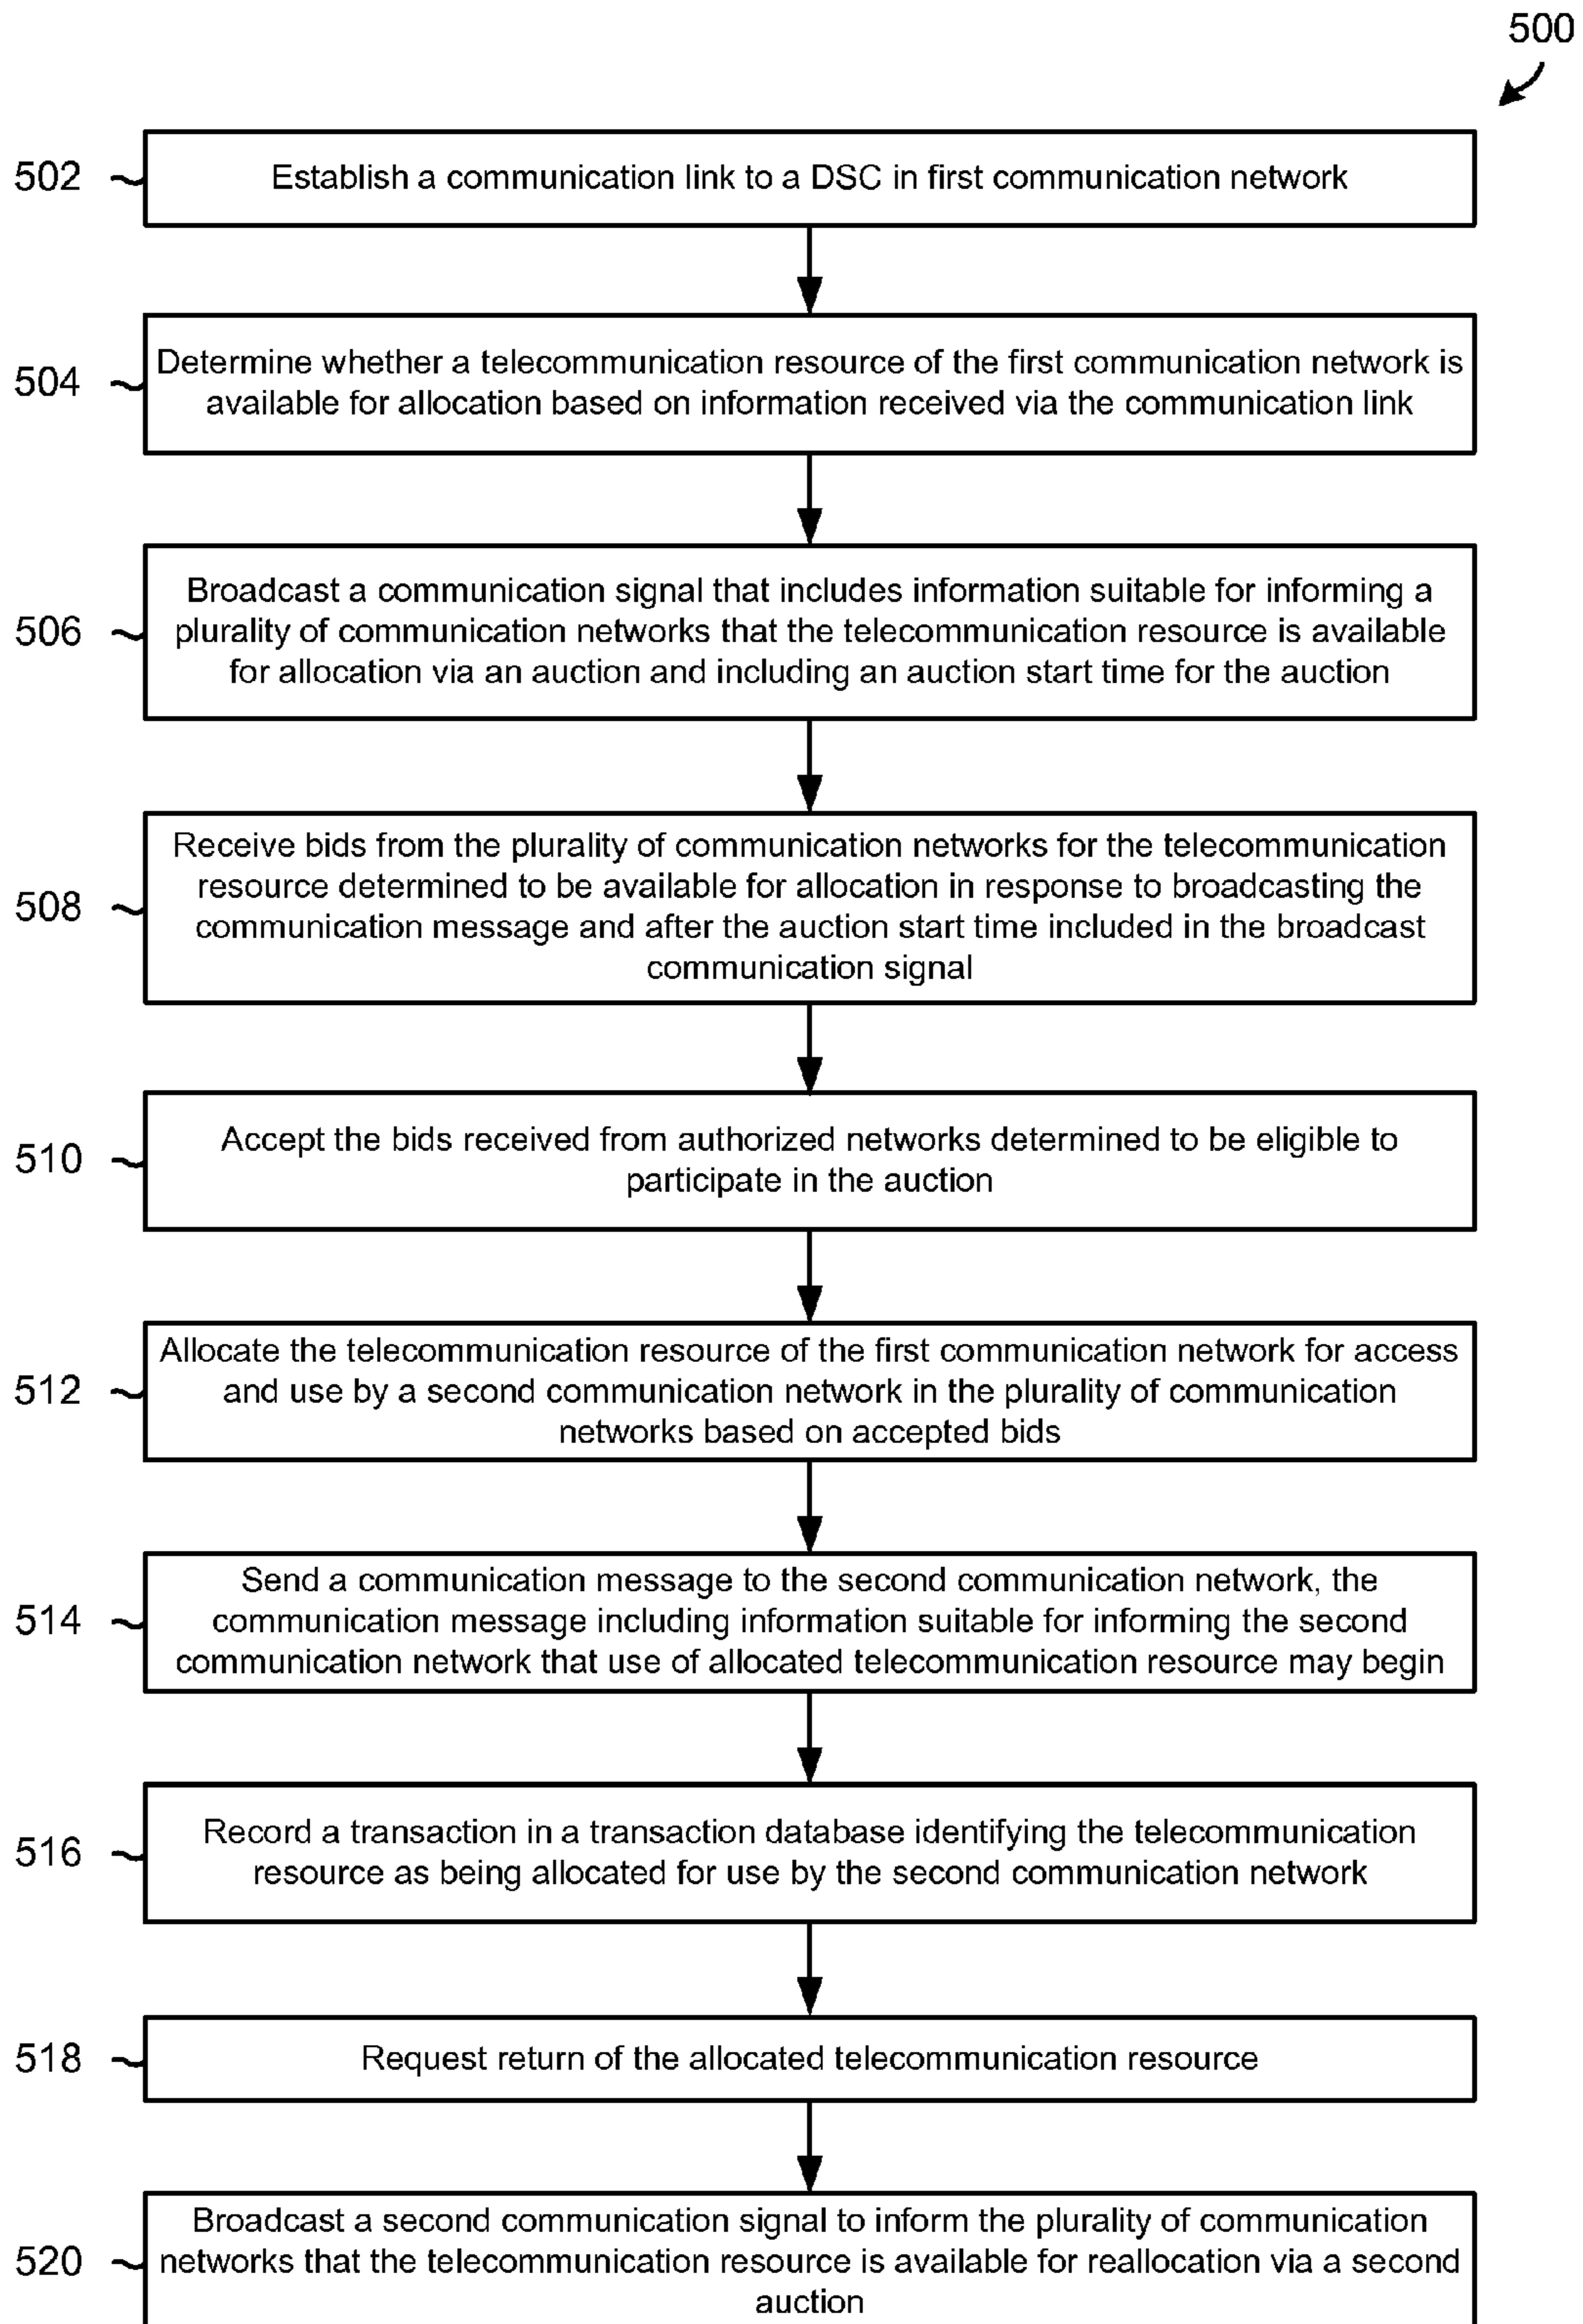 500
502
Establish a communication link to a DSC in first communication network
504
Determine whether a telecommunication resource of the first communication network is
available for allocation based on information received via the communication link
506
Broadcast a communication signal that includes information suitable for informing a
plurality of communication networks that the telecommunication resource is available
for allocation via an auction and including an auction start time for the auction
508
Receive bids from the plurality of communication networks for the telecommunication
resource determined to be available for allocation in response to broadcasting the
communication message and after the auction start time included in the broadcast
communication signal
510
Accept the bids received from authorized networks determined to be eligible to
participate in the auction
512
Allocate the telecommunication resource of the first communication network for access
and use by a second communication network in the plurality of communication
networks based on accepted bids
514
Send a communication message to the second communication network, the
communication message including information suitable for informing the second
communication network that use of allocated telecommunication resource may begin
516
Record a transaction in a transaction database identifying the telecommunication
resource as being allocated for use by the second communication network
518
Request return of the allocated telecommunication resource
520
Broadcast a second communication signal to inform the plurality of communication
networks that the telecommunication resource is available for reallocation via a second
auction